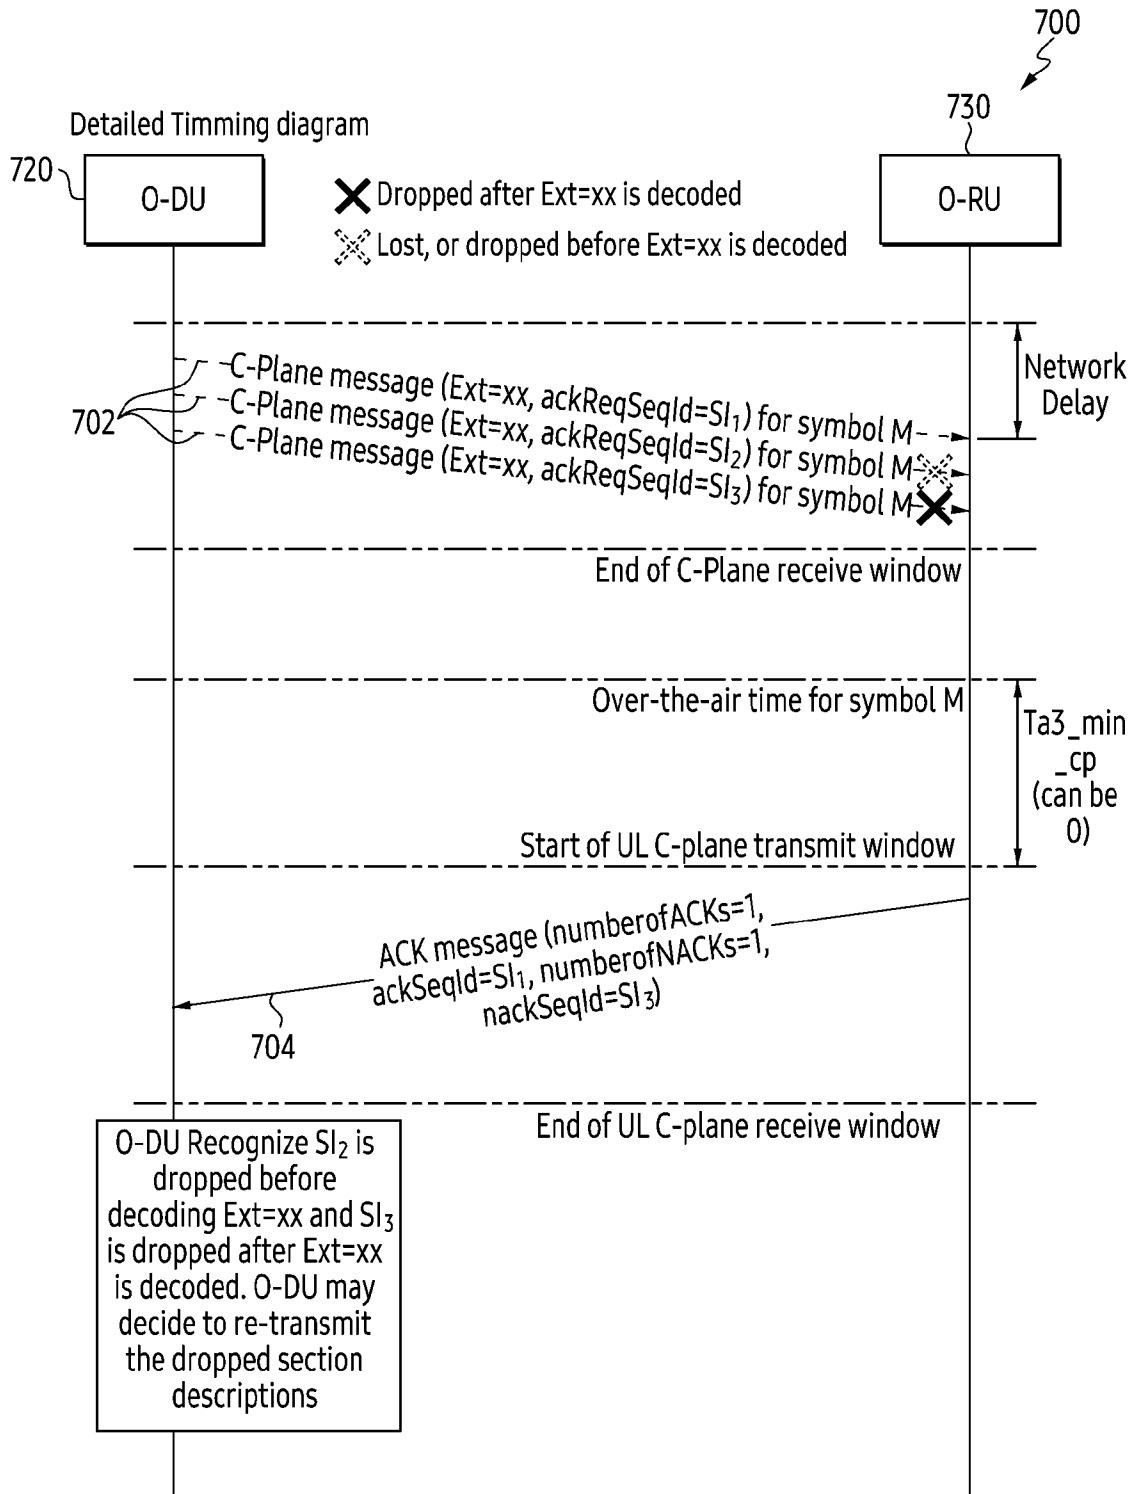 700
730
Detailed Timming diagram
720
O-DU
O-RU
Dropped after Ext=xx is decoded
Lost, or dropped before Ext=xx is decoded
Network
Delay
C-Plane message (Ext=xx, ackReqSeqId=SI₁) for symbol M
C-Plane message (Ext=xx, ackReqSeqId=SI₂) for symbol M
C-Plane message (Ext=xx, ackReqSeqId=SI₃) for symbol M
702
End of C-Plane receive window
Over-the-air time for symbol M
Ta3_min
_cp
(can be
0)
Start of UL C-plane transmit window
ACK message (numberofACKs=1,
ackSeqId=SI₁, numberofNACKs=1,
nackSeqId=SI₃)
704
End of UL C-plane receive window
O-DU Recognize SI₂ is
dropped before
decoding Ext=xx and SI₃
is dropped after Ext=xx
is decoded. O-DU may
decide to re-transmit
the dropped section
descriptions